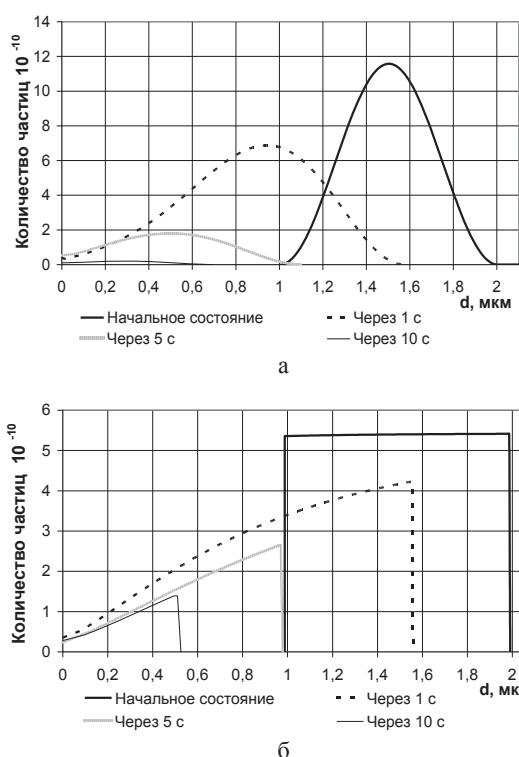 Количество частиц 10 -10
14
12
10
8
6
4
2
0
0 0,2 0,4 0,6 0,8 1 1,2 1,4 1,6 1,8 2
d, мкм
Начальное состояние Через 1 с
Через 5 с Через 10 с
а
Количество частиц 10 -10
6
5
4
3
2
1
0
0 0,2 0,4 0,6 0,8 1 1,2 1,4 1,6 1,8 2
d, мк
Начальное состояние Через 1 с
Через 5 с Через 10 с
б